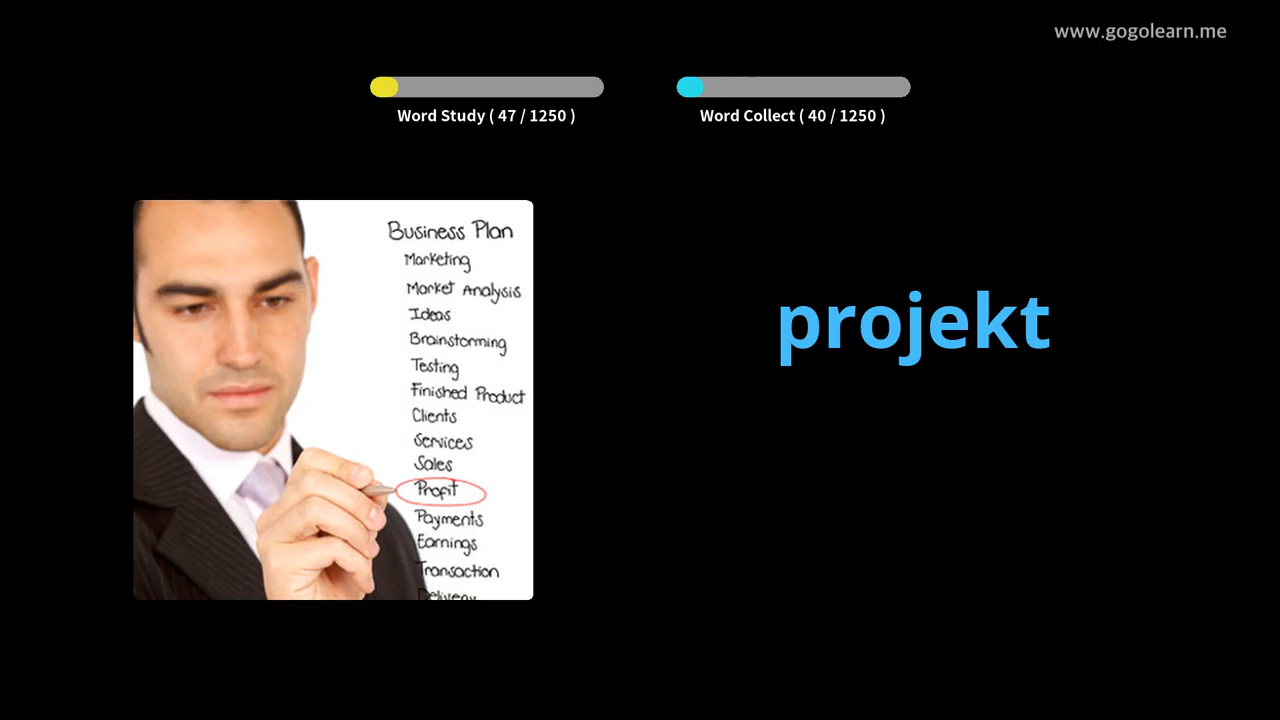 www.gogolearn.me
Word Study ( 47 / 1250 )
Word Collect ( 40 / 1250 )
Business Plan
Marketing
Market Analysis
Ideas
Brainstorming
Testing
Finished Product
Clients
Services
Sales
Profit
Payments
Earnings
Transaction
Delivery
projekt